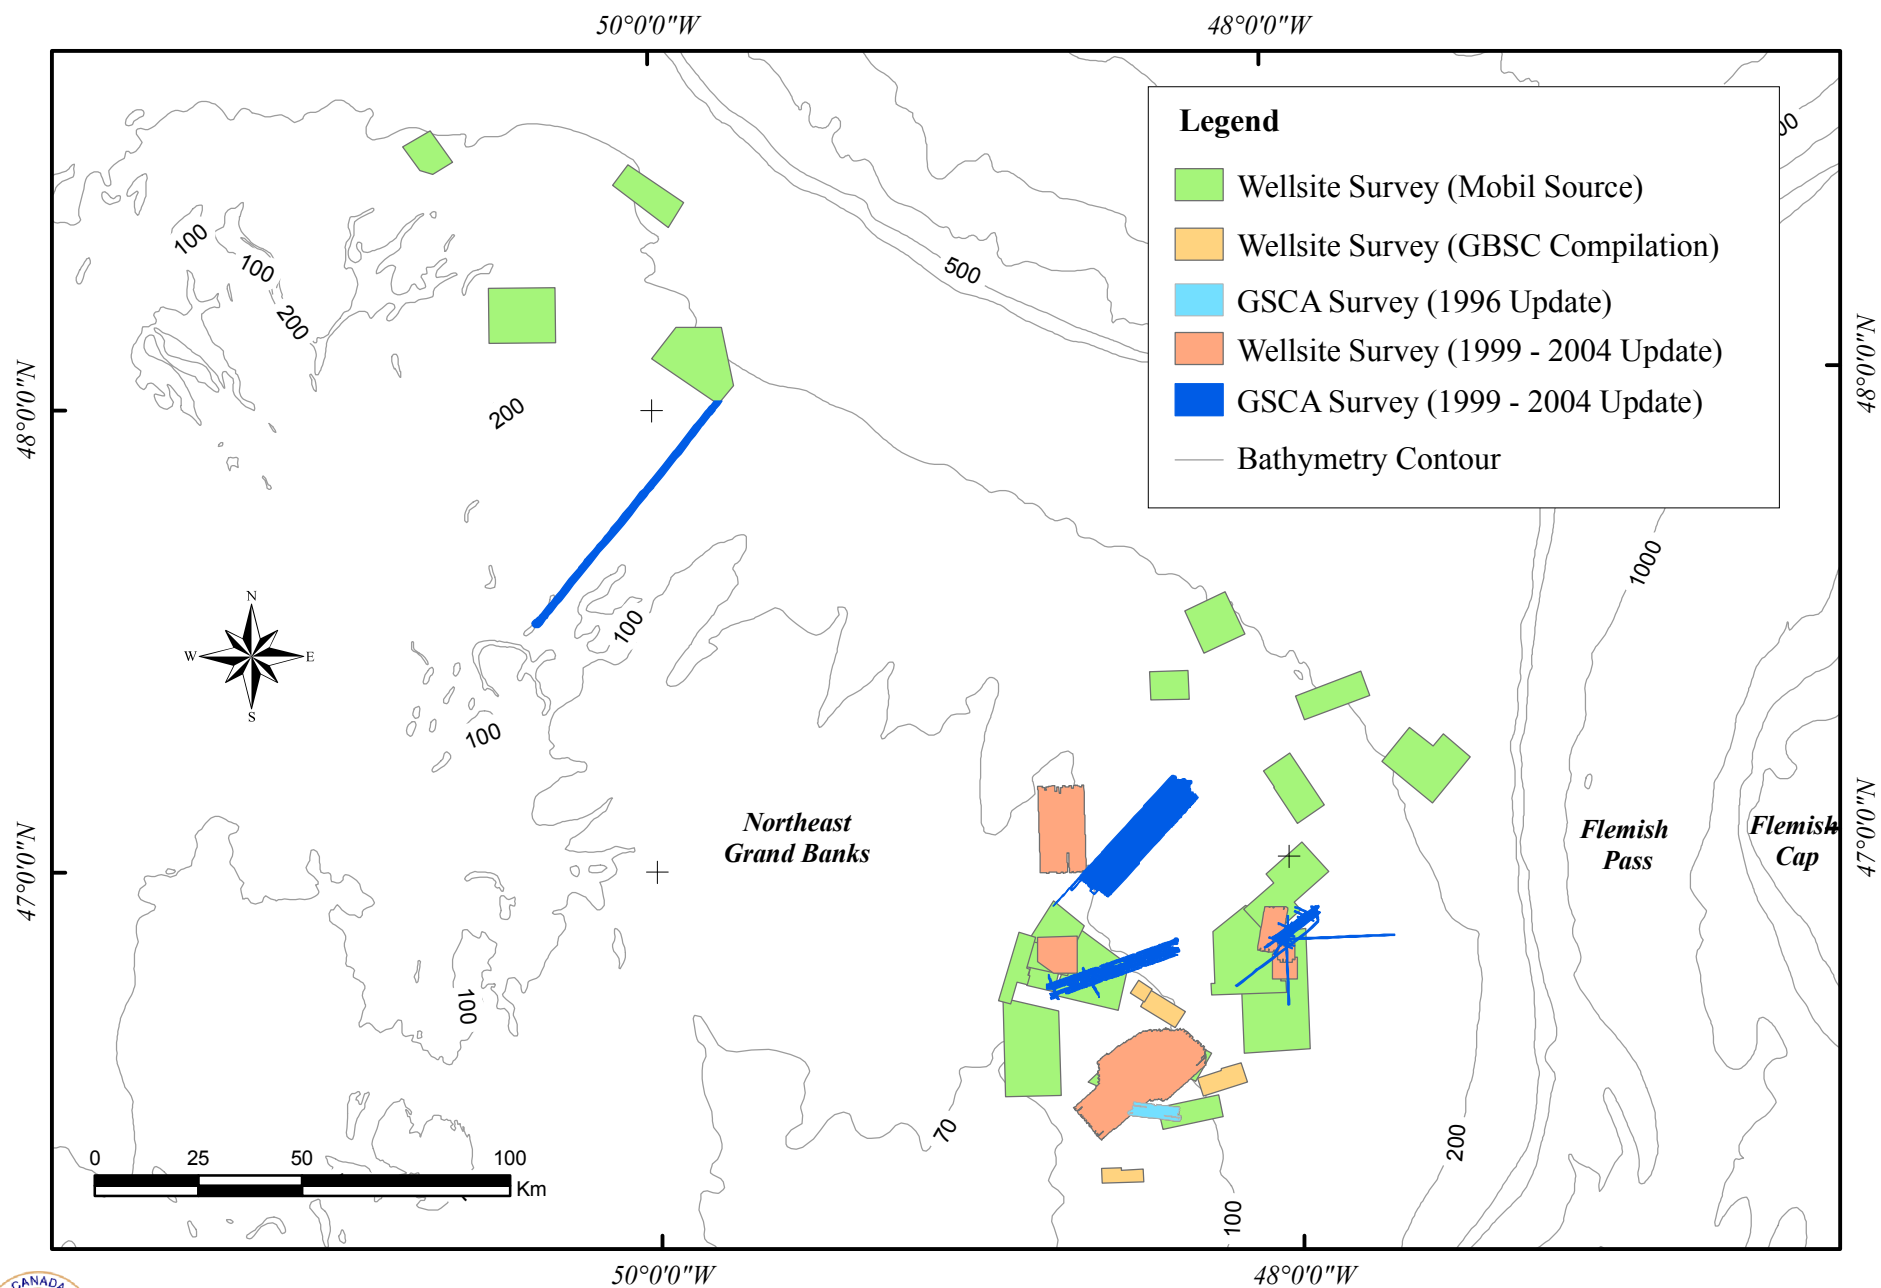 50°0'0"W
48°0'0"W
Legend
Wellsite Survey (Mobil Source)
Wellsite Survey (GBSC Compilation)
GSCA Survey (1996 Update)
Wellsite Survey (1999 - 2004 Update)
GSCA Survey (1999 - 2004 Update)
Bathymetry Contour
100
100
200
500
200
48°0'0"N
48°0'0"N
1000
100
N
W
E
S
100
Northeast
Grand Banks
Flemish
Pass
Flemish
Cap
47°0'0"N
47°0'0"N
100
70
200
100
0
25
50
100
Km
50°0'0"W
48°0'0"W
CANADA